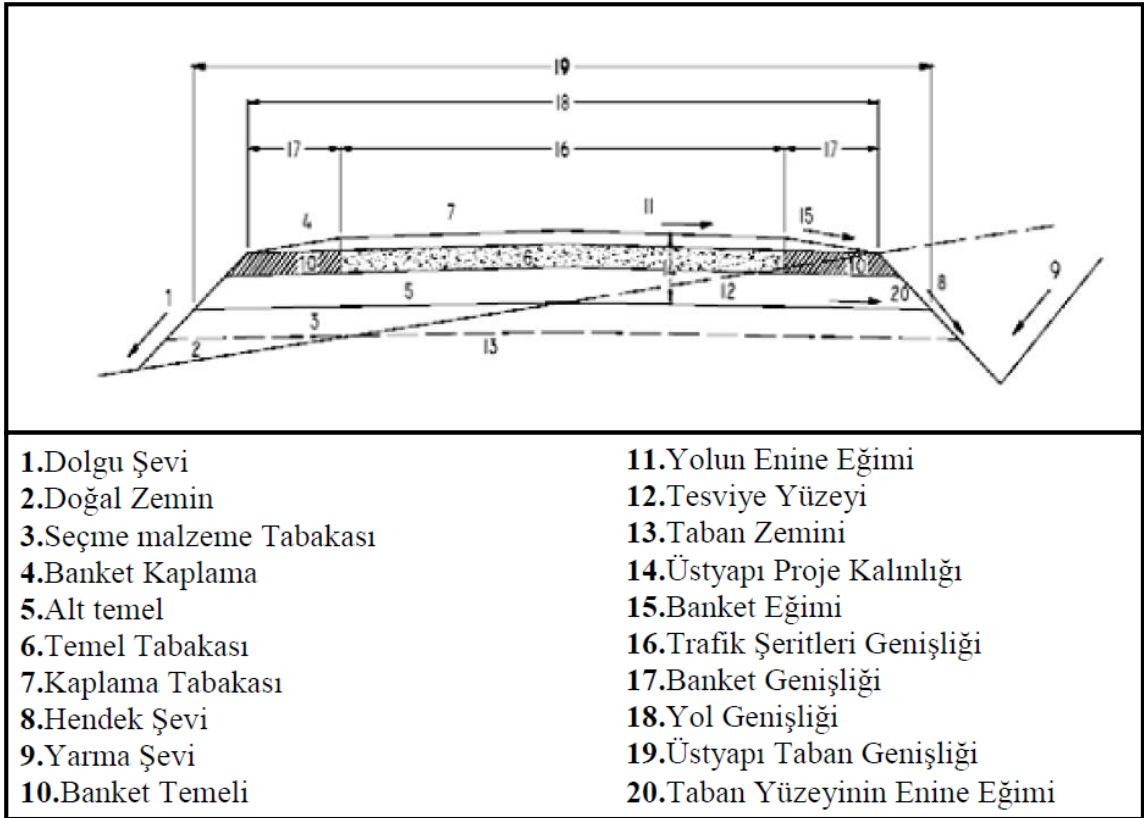 19
18
17 16 17
4 7 11 15
10 6 10
1 5 12 20 8 9
3
2 13
1.Dolgu Şevi
2.Doğal Zemin
3.Seçme malzeme Tabakası
4.Banket Kaplama
5.Alt temel
6.Temel Tabakası
7.Kaplama Tabakası
8.Hendek Şevi
9.Yarma Şevi
10.Banket Temeli
11.Yolun Enine Eğimi
12.Tesviye Yüzeyi
13.Taban Zemini
14.Üstyapı Proje Kalınlığı
15.Banket Eğimi
16.Trafik Şeritleri Genişliği
17.Banket Genişliği
18.Yol Genişliği
19.Üstyapı Taban Genişliği
20.Taban Yüzeyinin Enine Eğimi